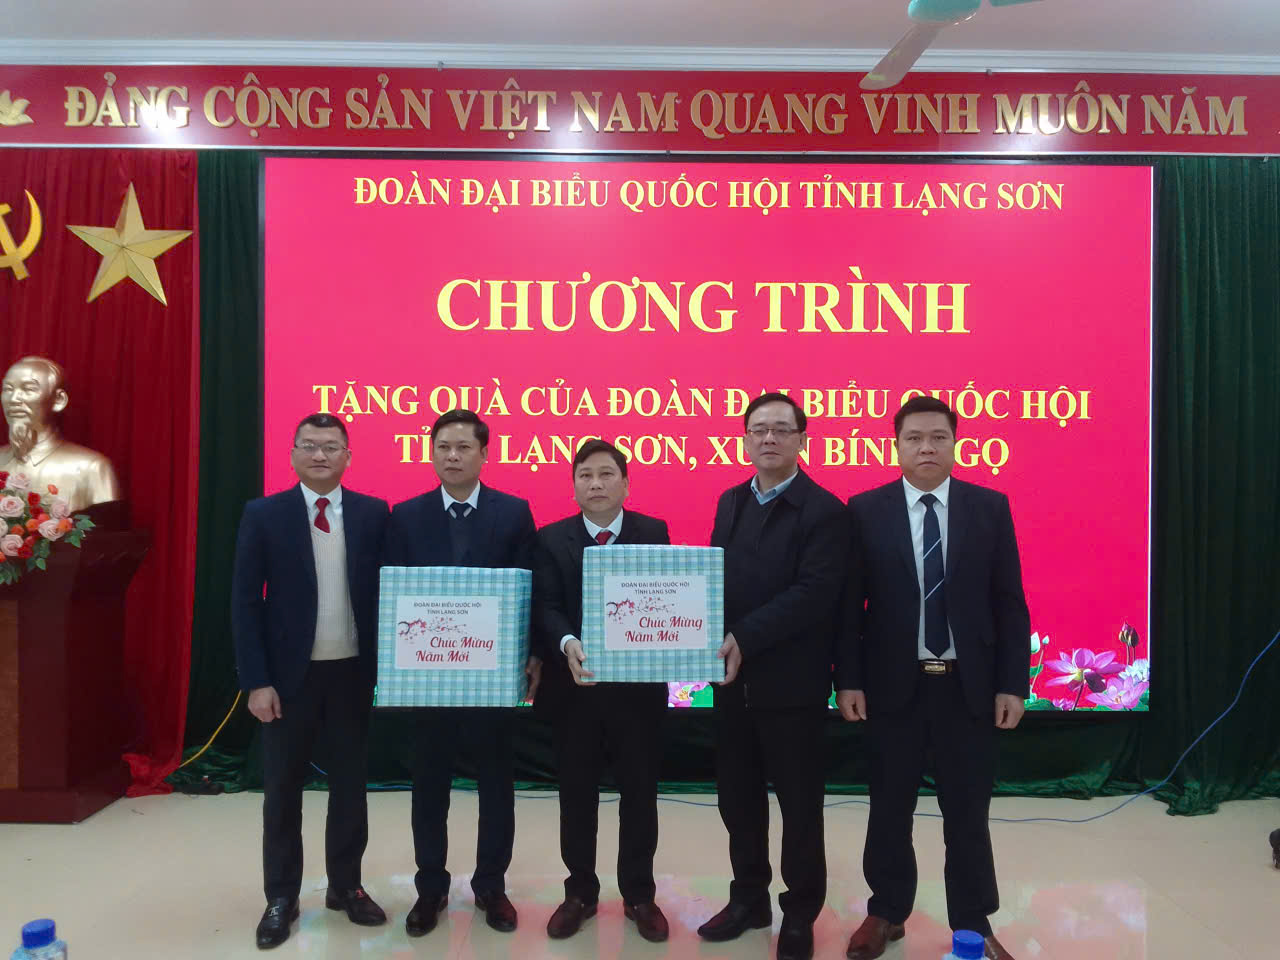 ĐẢNG CỘNG SẢN VIỆT NAM QUANG VINH MUÔN NĂM
ĐOÀN ĐẠI BIỂU QUỐC HỘI TỈNH LẠNG SƠN
CHƯƠNG TRÌNH
TẶNG QUÀ CỦA ĐOÀN ĐẠI BIỂU QUỐC HỘI
LẠNG SƠN,
ĐOÀN ĐẠI BIỂU QUỐC HỘI
TỈNH LẠNG SƠN
Chúc Mừng
Năm Mới
ĐOÀN ĐẠI BIỂU QUỐC HỘI
TỈNH LẠNG SƠN
Chúc Mừng
Năm Mới